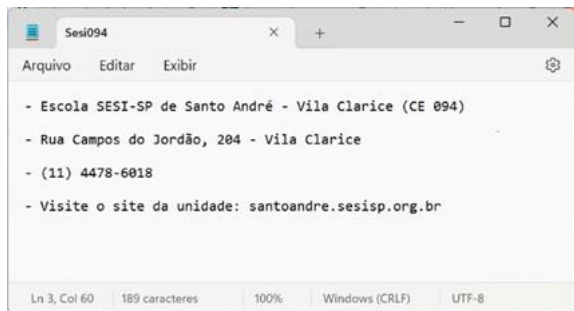 Sesi094
Arquivo Editar Exibir
- Escola SESI-SP de Santo André - Vila Clarice (CE 094)
- Rua Campos do Jordão, 204 - Vila Clarice
- (11) 4478-6018
- Visite o site da unidade: santoandre.sesisp.org.br
Ln 3, Col 60 189 caracteres 100% Windows (CRLF) UTF-8